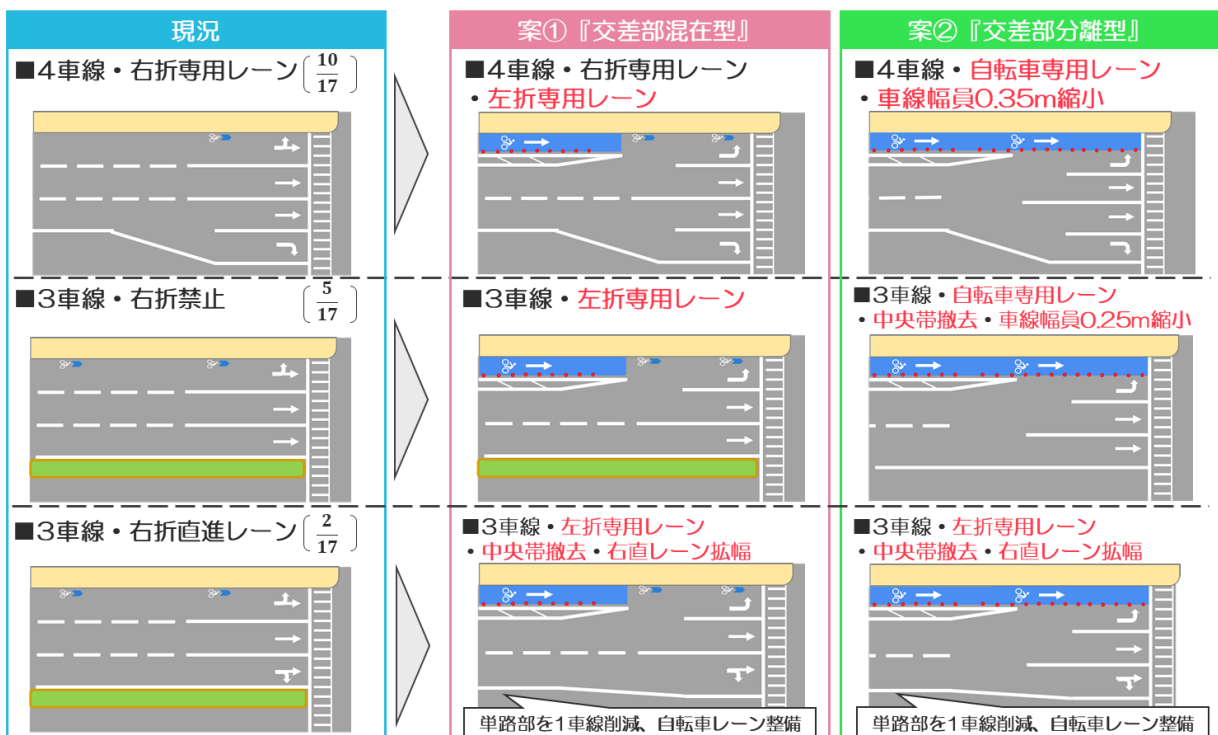 現況
■4車線・右折専用レーン(10/17)
■3車線・右折禁止(5/17)
■3車線・右折直進レーン(2/17)
案①『交差部混在型』
■4車線・右折専用レーン
・左折専用レーン
■3車線・左折専用レーン
■3車線・左折専用レーン
・中央帯撤去・右直レーン拡幅
単路部を1車線削減、自転車レーン整備
案②『交差部分離型』
■4車線・自転車専用レーン
・車線幅員0.35m縮小
■3車線・自転車専用レーン
・中央帯撤去・車線幅員0.25m縮小
■3車線・左折専用レーン
・中央帯撤去・右直レーン拡幅
単路部を1車線削減、自転車レーン整備